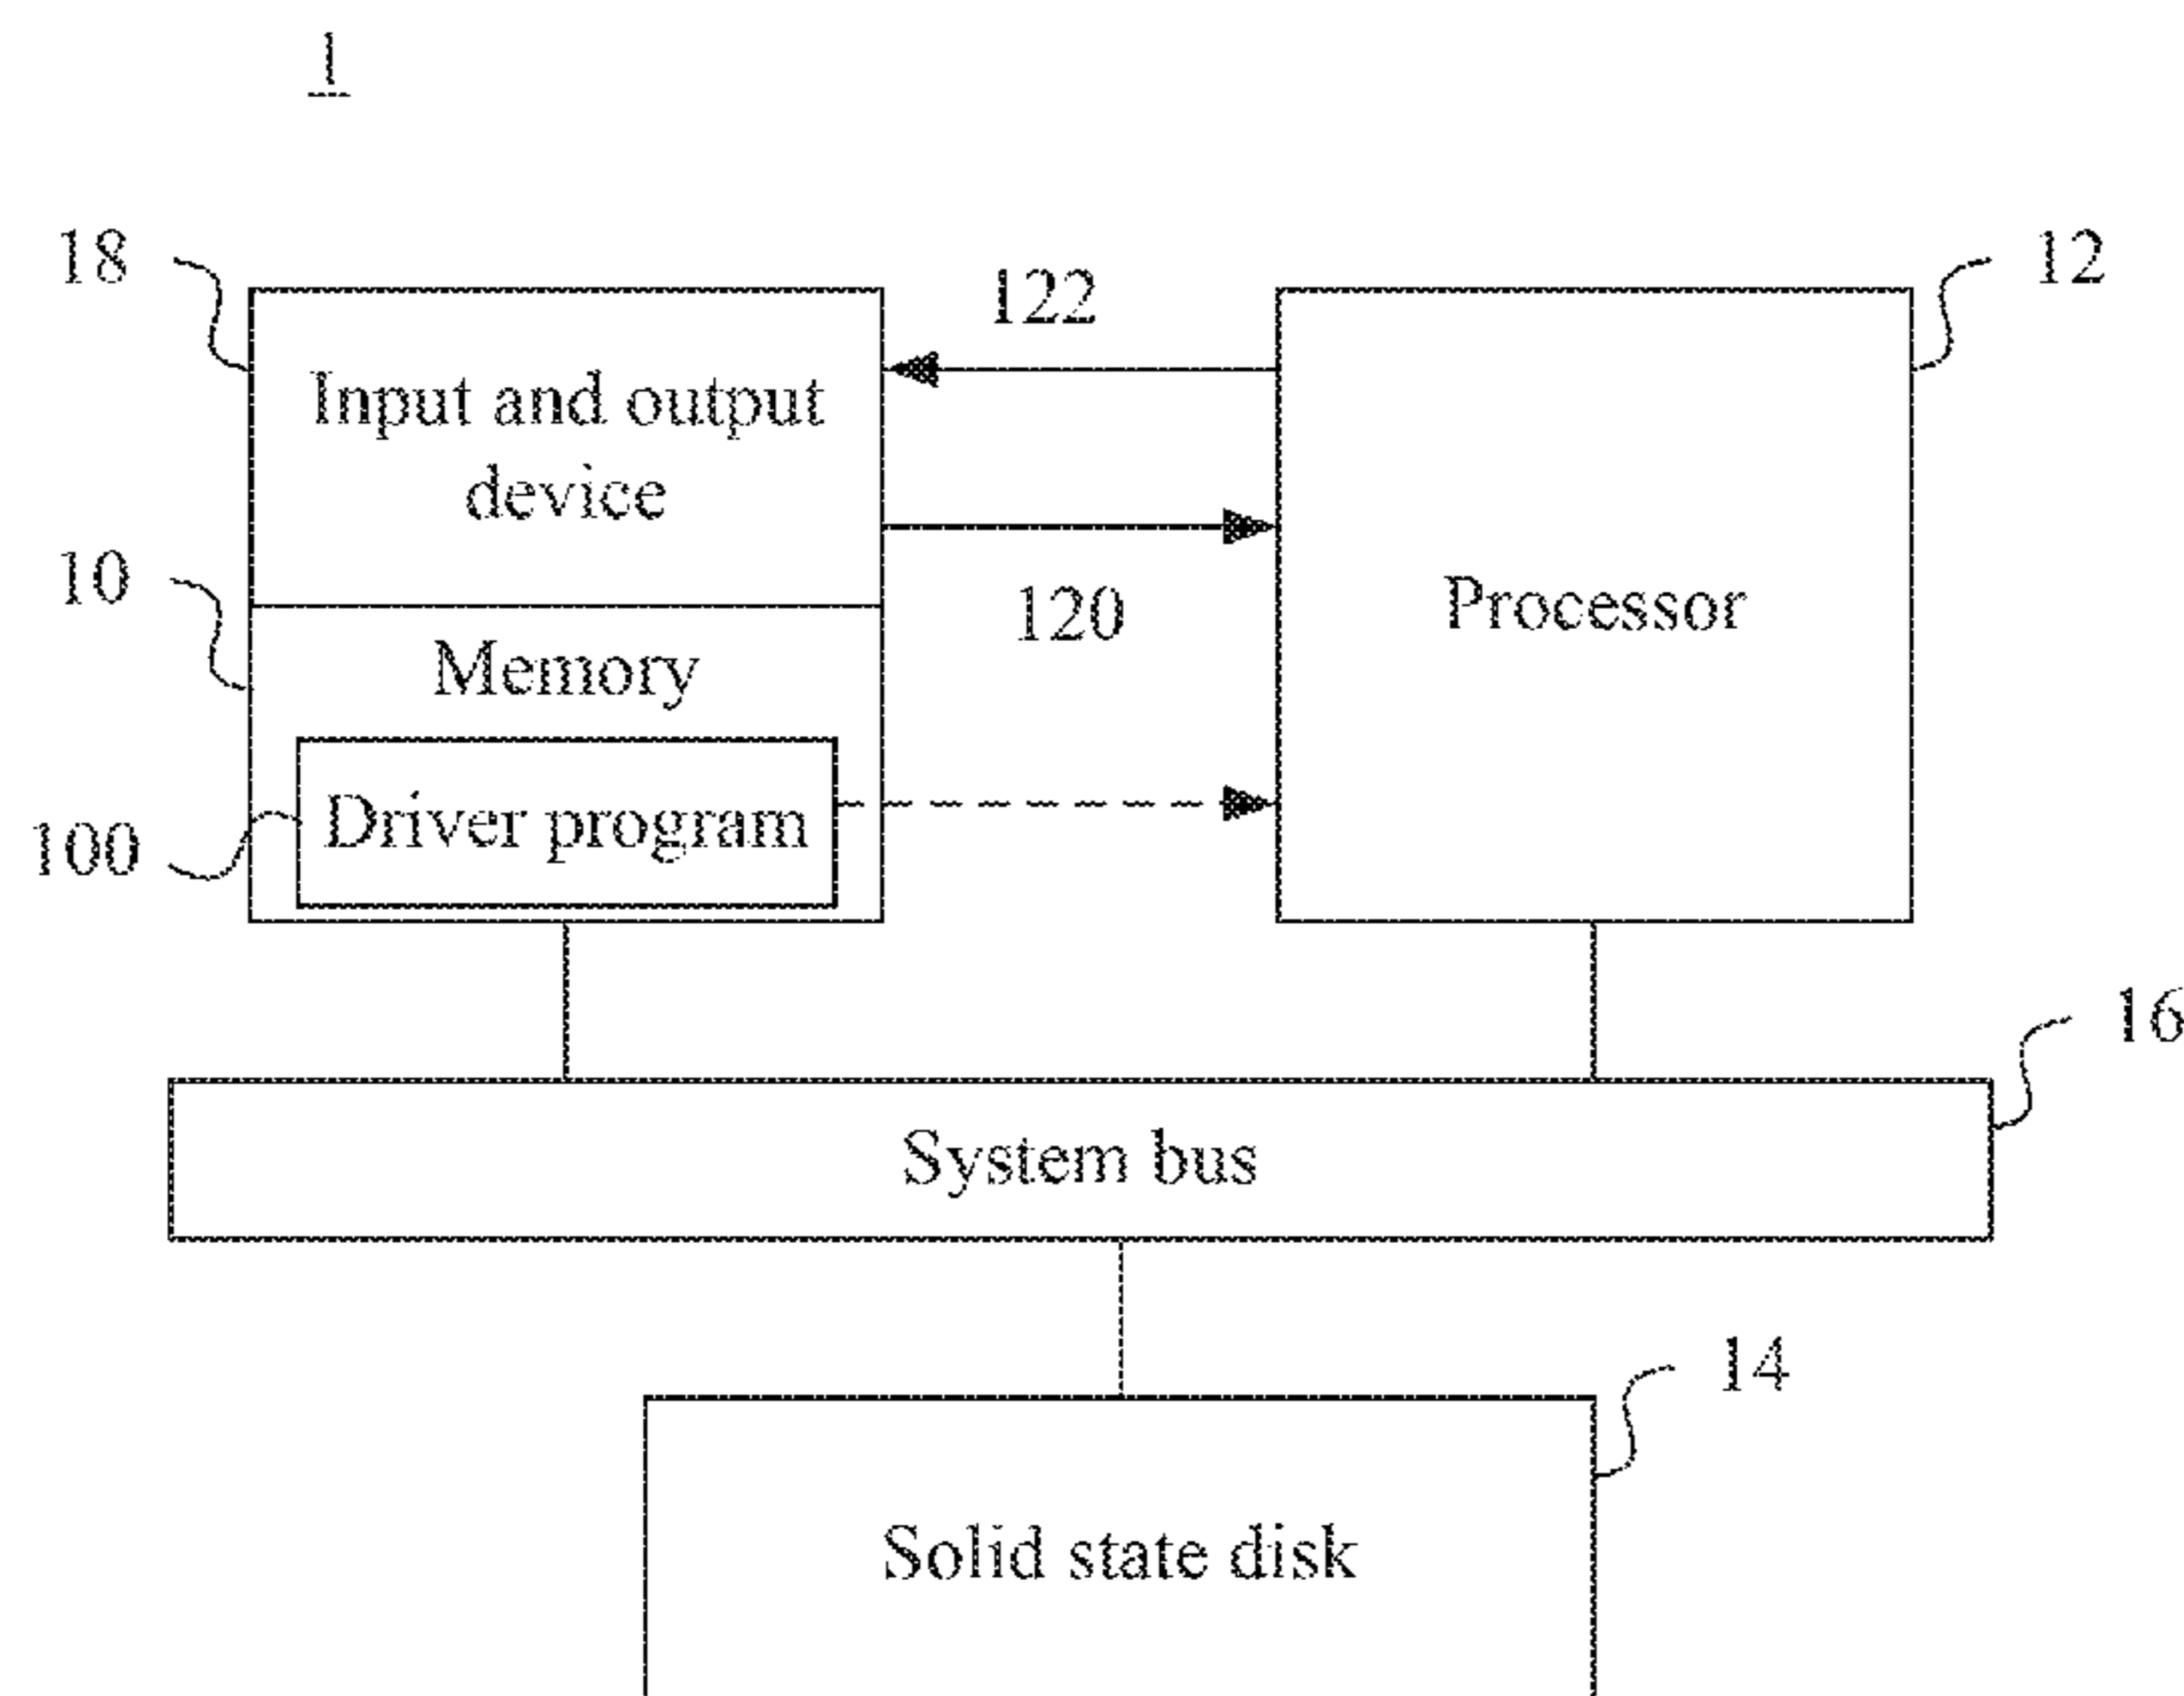 1
18
122
12
Input and output
device
10
120
Processor
Memory
Driver program
100
16
System bus
14
Solid state disk